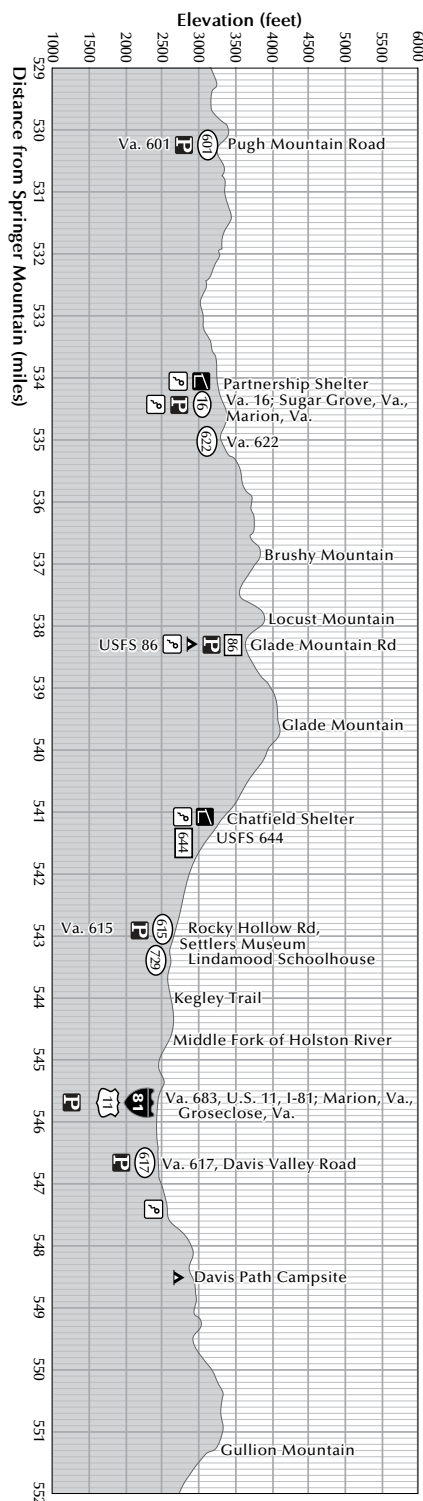 Elevation (feet)
1000 2000 3000 4000 5000 6000
1500 2500 3500 4500 5500
Distance from Springer Mountain (miles)
529
530
Va. 601 P 601 Pugh Mountain Road
531
532
533
534
Partnership Shelter
P 16 Va. 16; Sugar Grove, Va.,
Marion, Va.
535
622 Va. 622
536
Brushy Mountain
537
Locust Mountain
538
USFS 86 P 86 Glade Mountain Rd
539
Glade Mountain
540
541
Chatfield Shelter
644 USFS 644
542
Va. 615 P 615 Rocky Hollow Rd,
Settlers Museum
543
729 Lindamood Schoolhouse
544
Kegley Trail
Middle Fork of Holston River
545
P 11 81 Va. 683, U.S. 11, I-81; Marion, Va.,
Groseclose, Va.
546
P 617 Va. 617, Davis Valley Road
547
548
Davis Path Campsite
549
550
551
Gullion Mountain
552